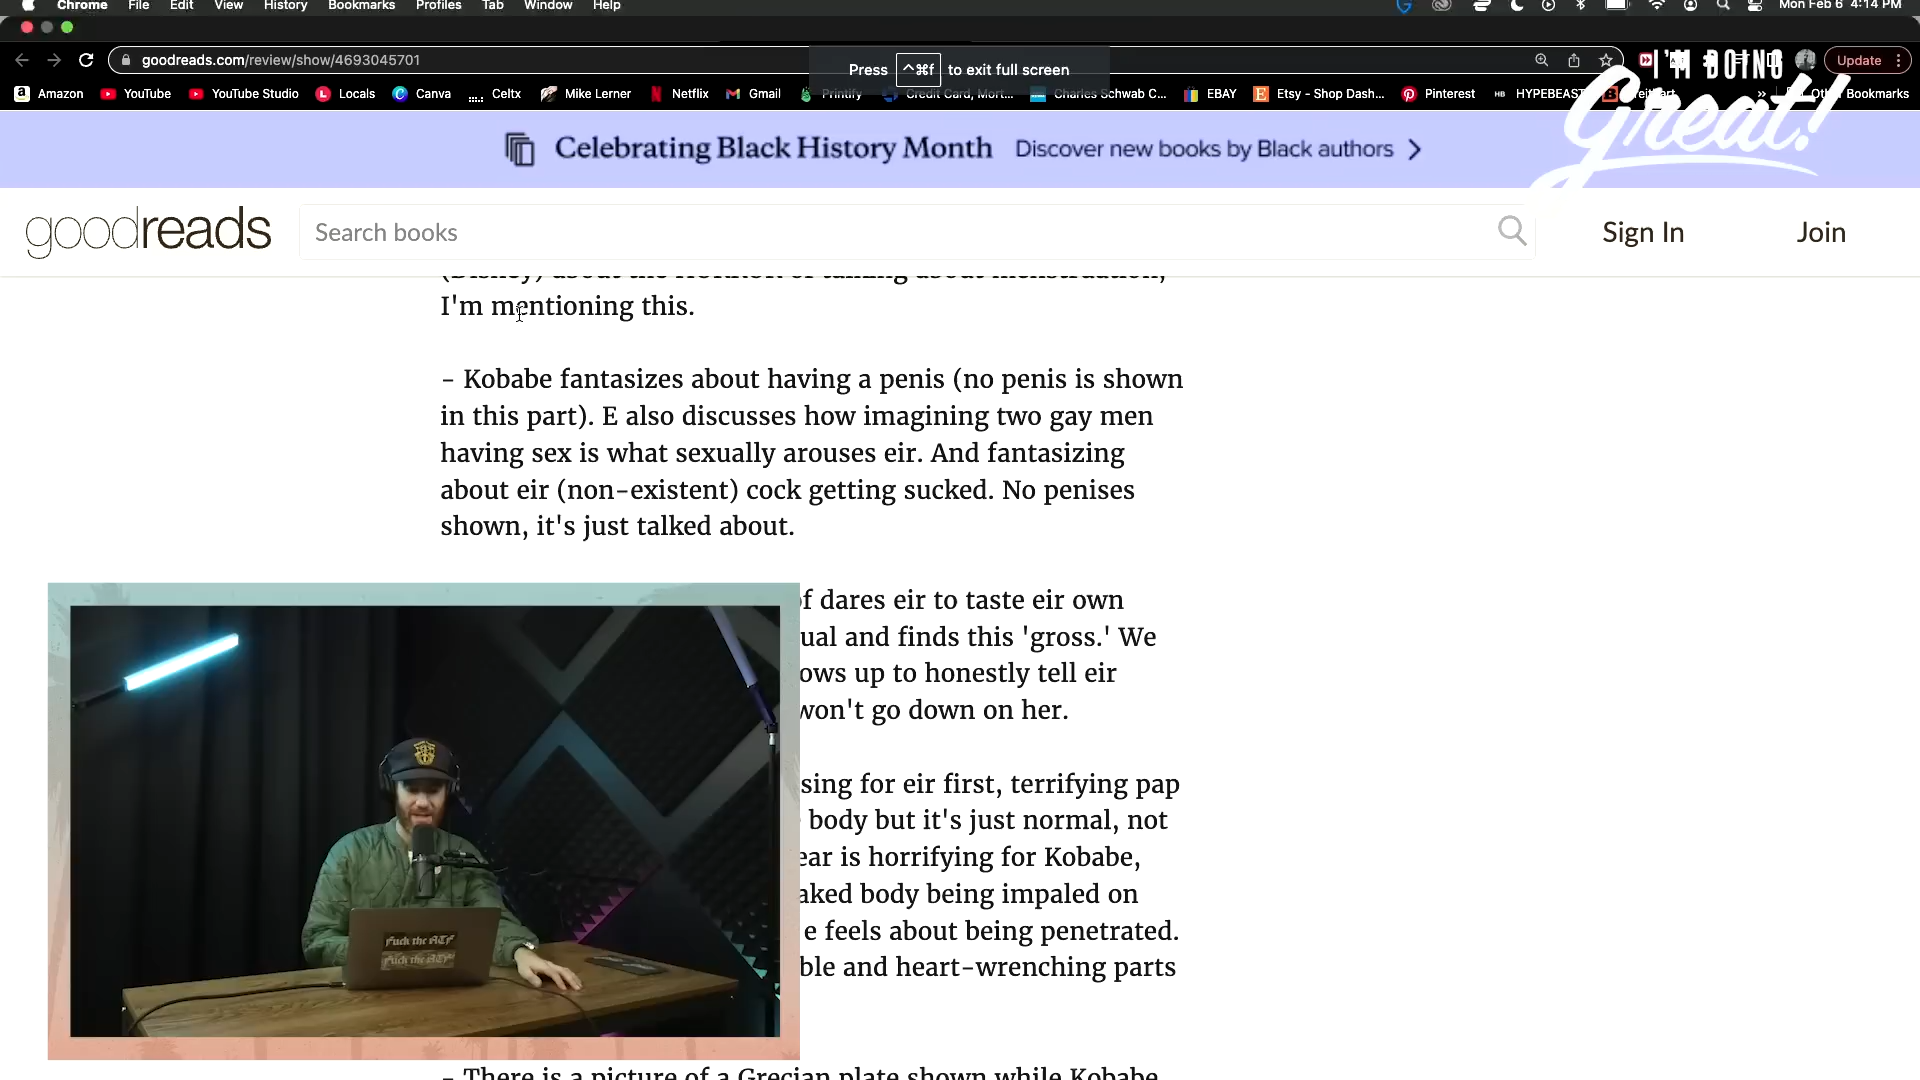 Chrome File Edit View History Bookmarks Profiles Tab Window Help Mon Feb 6 4:14 PM
goodreads.com/review/show/4693045701
Press ^⌘f to exit full screen
Update
Amazon YouTube YouTube Studio Locals Canva Celtx Mike Lerner Netflix Gmail Printify Credit Card, Mort... Charles Schwab C... EBAY Etsy - Shop Dash... Pinterest HYPEBEAST » Other Bookmarks
I'M DOING
Great!
Celebrating Black History Month Discover new books by Black authors
goodreads Search books Sign In Join
(Disney) about the HORROR of talking about menstruation,
I'm mentioning this.
- Kobabe fantasizes about having a penis (no penis is shown
in this part). E also discusses how imagining two gay men
having sex is what sexually arouses eir. And fantasizing
about eir (non-existent) cock getting sucked. No penises
shown, it's just talked about.
dares eir to taste eir own
and finds this 'gross.' We
up to honestly tell eir
won't go down on her.
for eir first, terrifying pap
body but it's just normal, not
is horrifying for Kobabe,
body being impaled on
e feels about being penetrated.
and heart-wrenching parts
Fuck the ATF
Fuck the ATF
- There is a picture of a Grecian plate shown while Kobabe